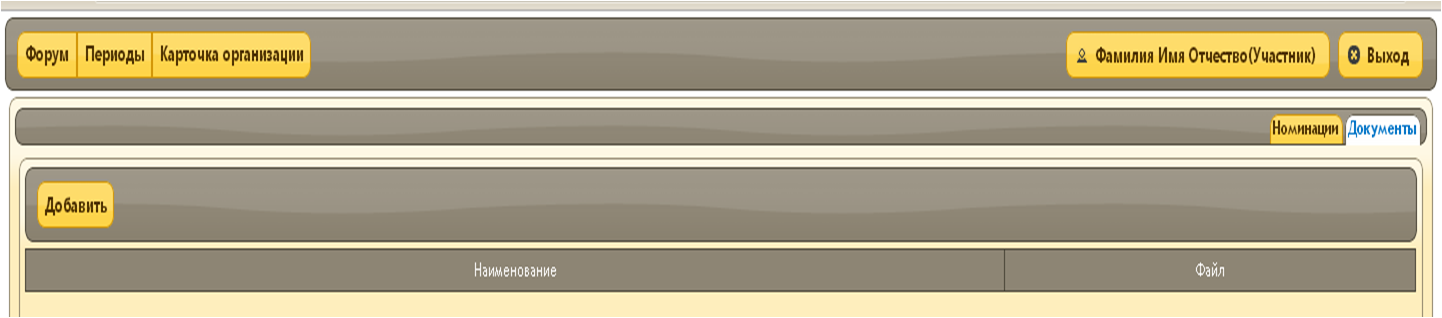 Форум Периоды Карточка организации Фамилия Имя Отчество(Участник) Выход
Номинации Документы
Добавить
Наименование Файл